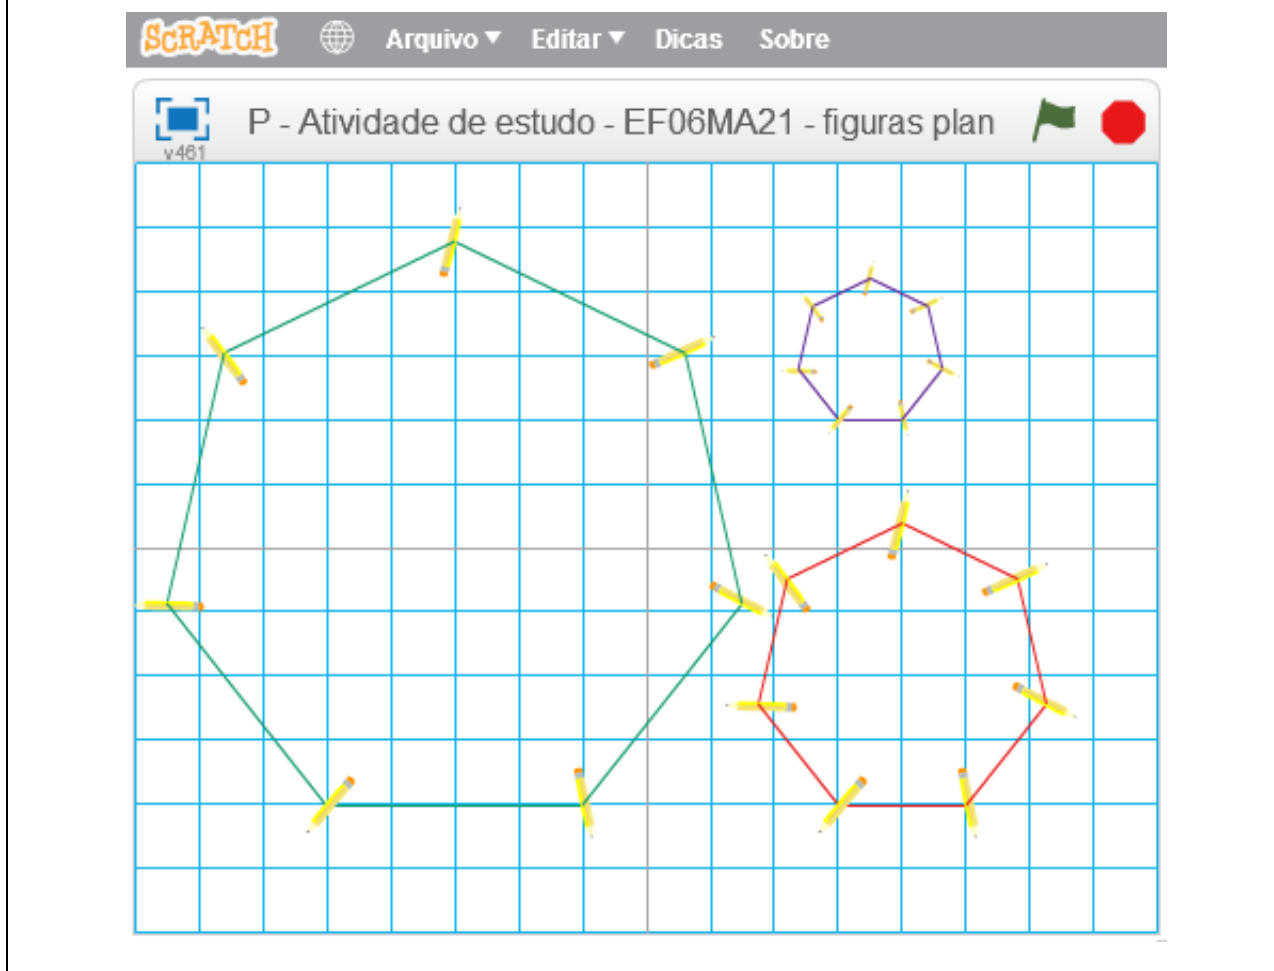 SCRATCH Arquivo Editar Dicas Sobre
P - Atividade de estudo - EF06MA21 - figuras plan
v461